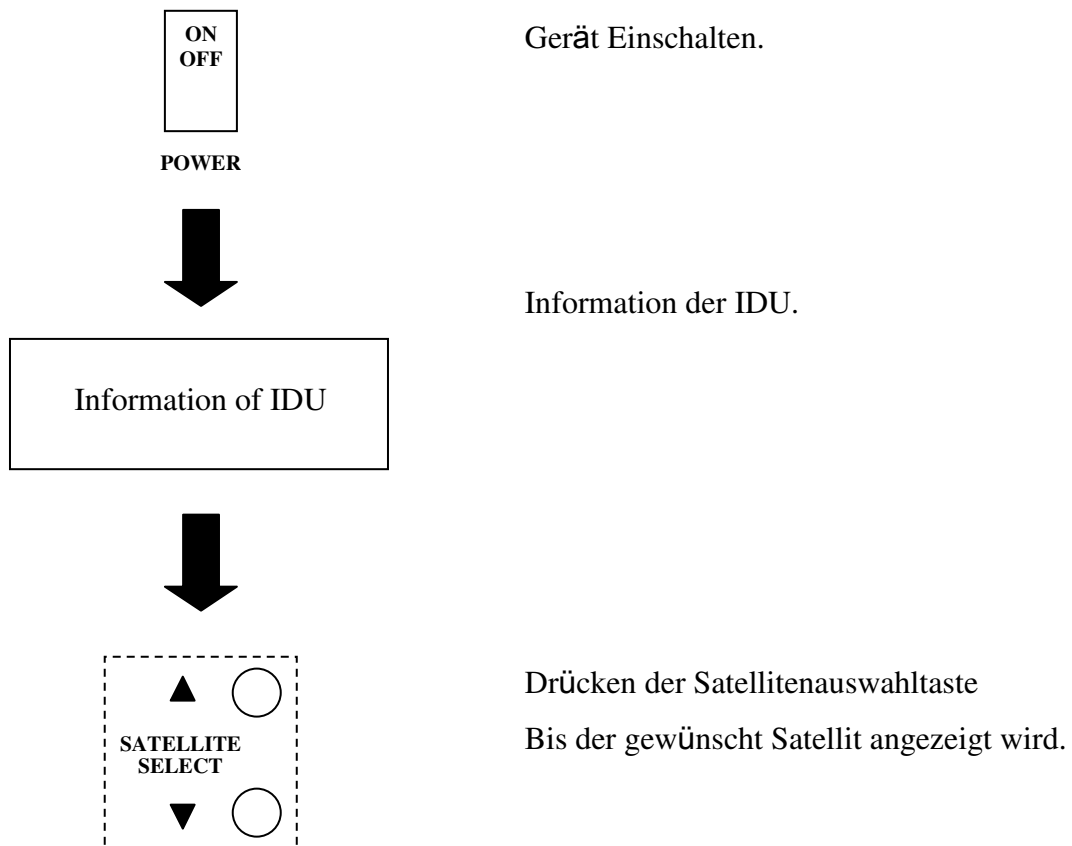 ON
OFF
Gerät Einschalten.
POWER
Information der IDU.
Information of IDU
Drücken der Satellitenauswahltaste
Bis der gewünscht Satellit angezeigt wird.
SATELLITE
SELECT